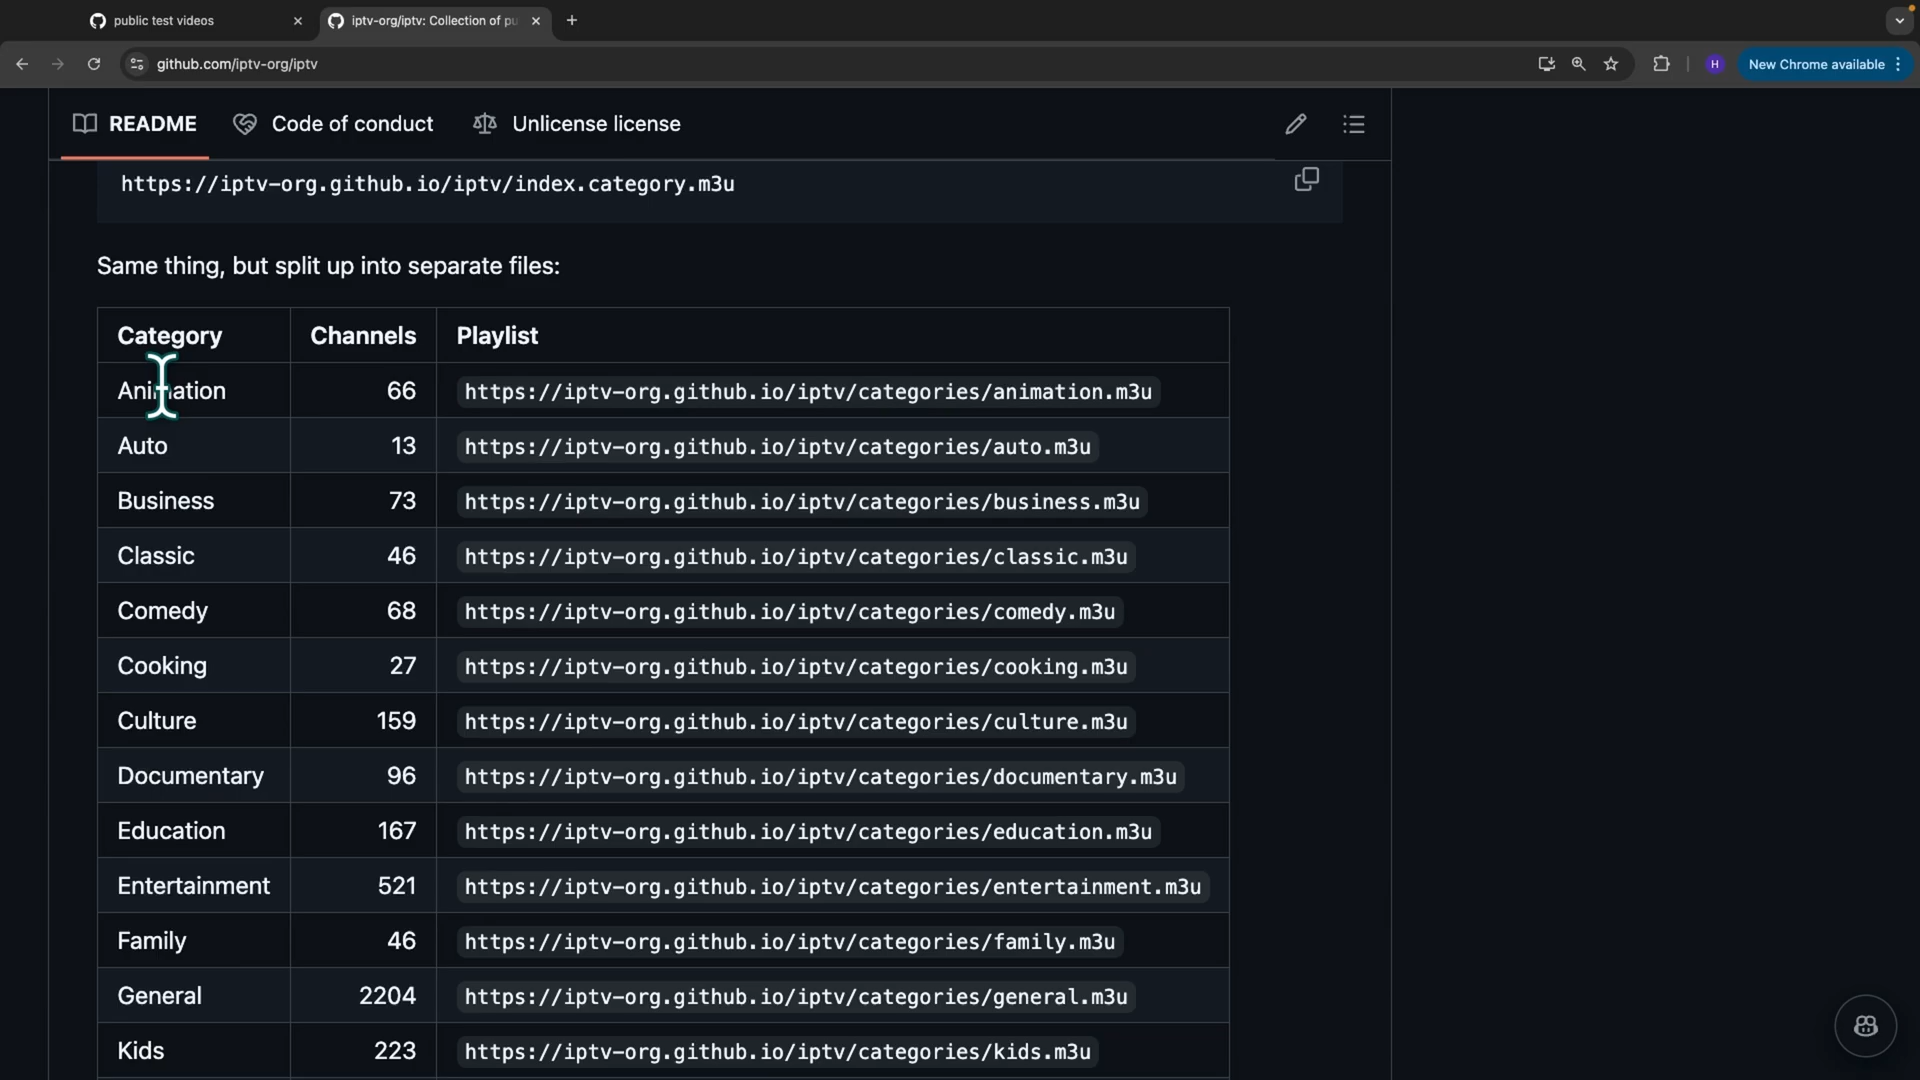 public test videos
iptv-org/iptv: Collection of pu
github.com/iptv-org/iptv
H
New Chrome available
README
Code of conduct
Unlicense license
https://iptv-org.github.io/iptv/index.category.m3u
Same thing, but split up into separate files:
Category Channels Playlist
Animation 66 https://iptv-org.github.io/iptv/categories/animation.m3u
Auto 13 https://iptv-org.github.io/iptv/categories/auto.m3u
Business 73 https://iptv-org.github.io/iptv/categories/business.m3u
Classic 46 https://iptv-org.github.io/iptv/categories/classic.m3u
Comedy 68 https://iptv-org.github.io/iptv/categories/comedy.m3u
Cooking 27 https://iptv-org.github.io/iptv/categories/cooking.m3u
Culture 159 https://iptv-org.github.io/iptv/categories/culture.m3u
Documentary 96 https://iptv-org.github.io/iptv/categories/documentary.m3u
Education 167 https://iptv-org.github.io/iptv/categories/education.m3u
Entertainment 521 https://iptv-org.github.io/iptv/categories/entertainment.m3u
Family 46 https://iptv-org.github.io/iptv/categories/family.m3u
General 2204 https://iptv-org.github.io/iptv/categories/general.m3u
Kids 223 https://iptv-org.github.io/iptv/categories/kids.m3u